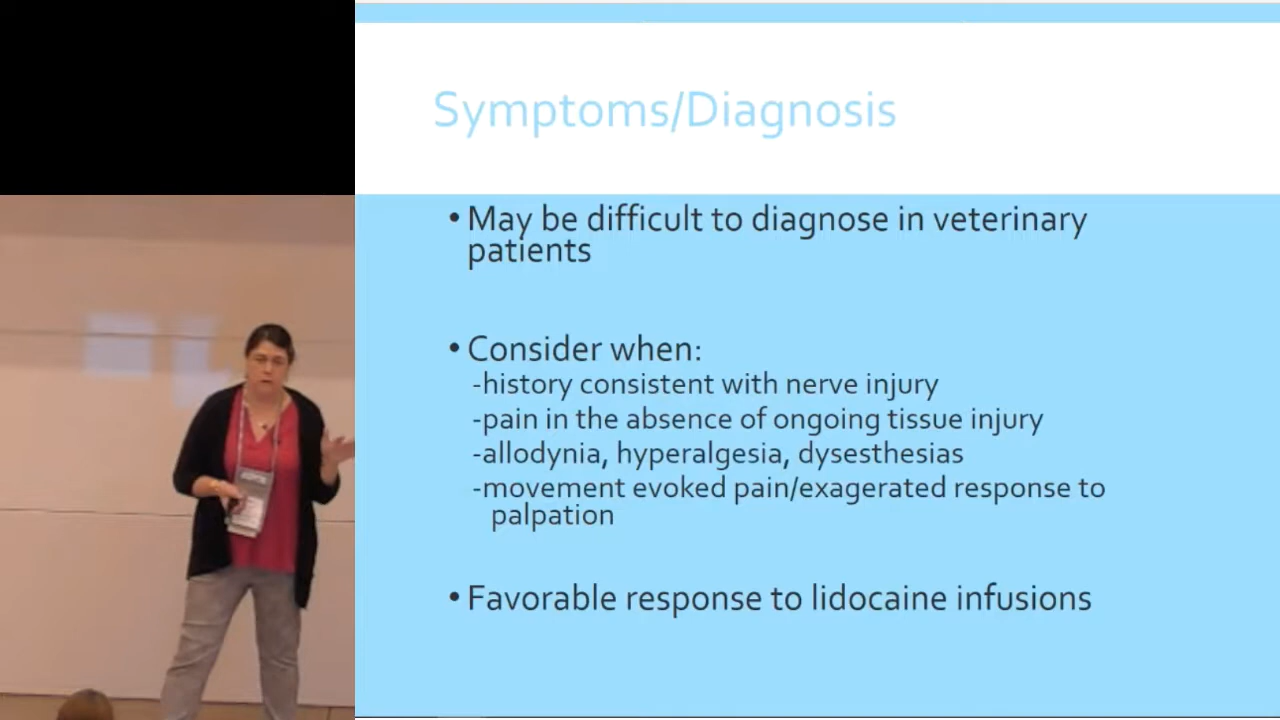 Symptoms/Diagnosis
•May be difficult to diagnose in veterinary
patients
•Consider when:
-history consistent with nerve injury
-pain in the absence of ongoing tissue injury
-allodynia, hyperalgesia, dysesthesias
-movement evoked pain/exagerated response to
palpation
•Favorable response to lidocaine infusions